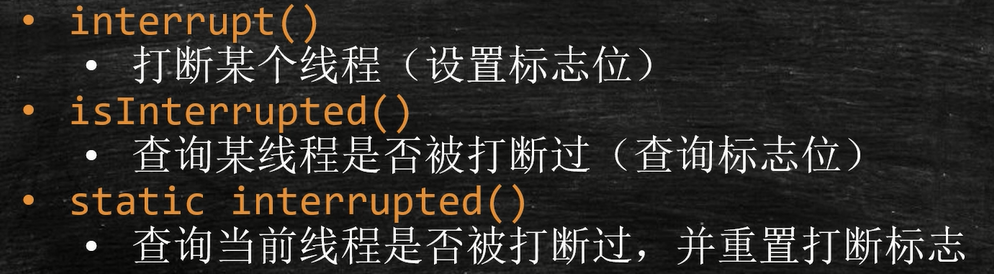 • interrupt()
• 打断某个线程（设置标志位）
• isInterrupted()
• 查询某线程是否被打断过（查询标志位）
• static interrupted()
• 查询当前线程是否被打断过，并重置打断标志